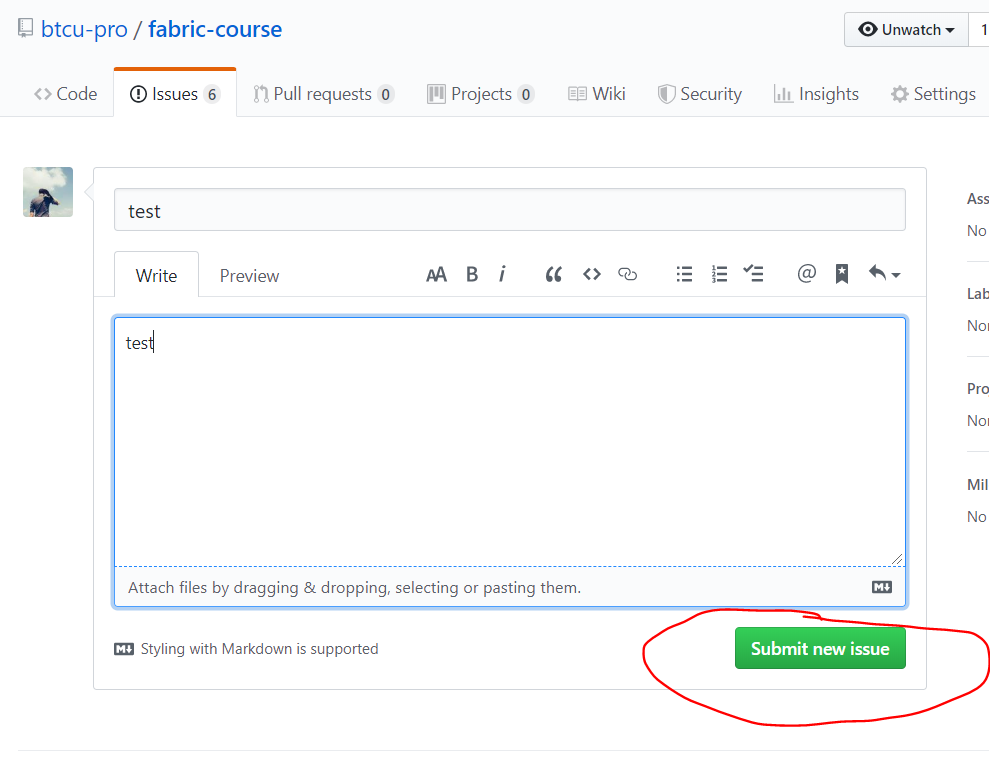 btcu-pro / fabric-course
Unwatch
1
Code
Issues 6
Pull requests 0
Projects 0
Wiki
Security
Insights
Settings
test
Write
Preview
AA B i
@
test
Attach files by dragging & dropping, selecting or pasting them.
M↓
M↓ Styling with Markdown is supported
Submit new issue
Ass
No
Lab
Non
Pro
Non
Mil
No